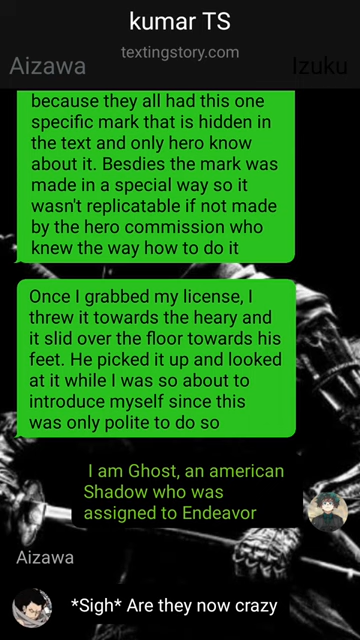 kumar TS
textingstory.com
Aizawa
Izuku
because they all had this one
specific mark that is hidden in
the text and only hero know
about it. Besdies the mark was
made in a special way so it
wasn't replicatable if not made
by the hero commission who
knew the way how to do it
Once I grabbed my license, I
threw it towards the heary and
it slid over the floor towards his
feet. He picked it up and looked
at it while I was so about to
introduce myself since this
was only polite to do so
I am Ghost, an american
Shadow who was
assigned to Endeavor
Aizawa
*Sigh* Are they now crazy